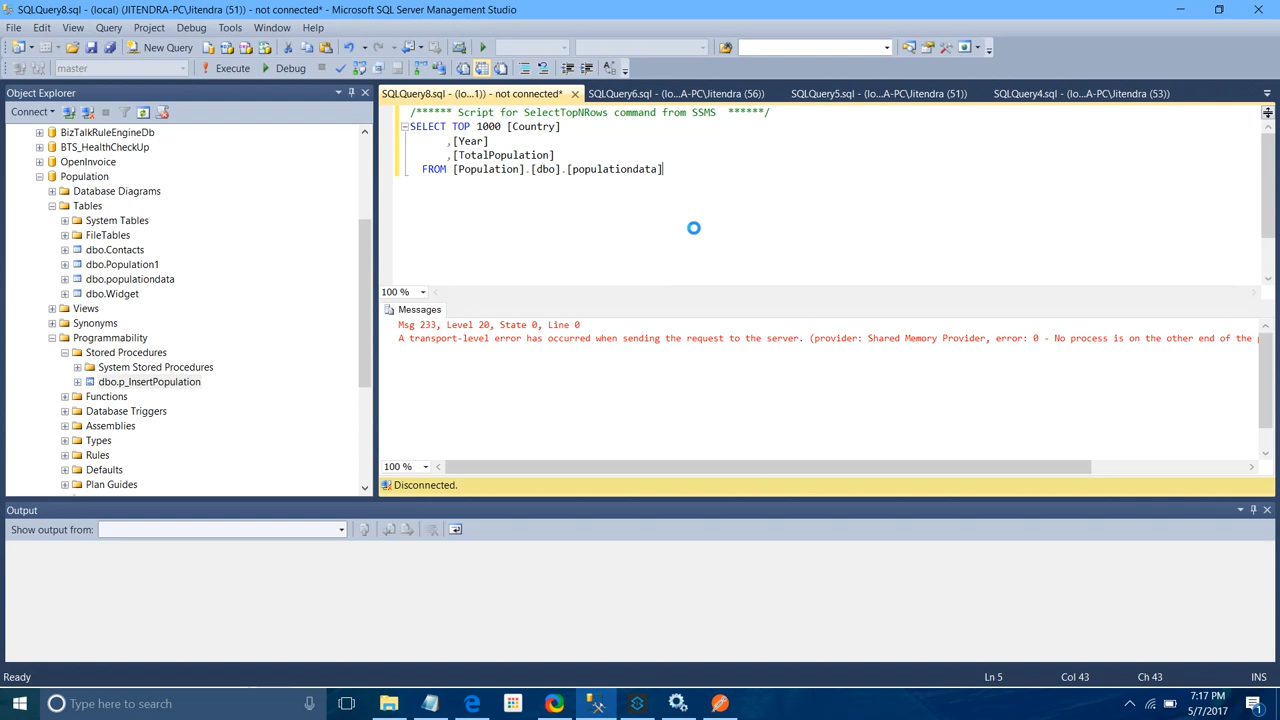 SQLQuery8.sql - (local) (JITENDRA-PC\Jitendra (51)) - not connected* - Microsoft SQL Server Management Studio
File Edit View Query Project Debug Tools Window Help
New Query
master Execute Debug
Object Explorer
Connect
BizTalkRuleEngineDb
BTS_HealthCheckUp
OpenInvoice
Population
Database Diagrams
Tables
System Tables
FileTables
dbo.Contacts
dbo.Population1
dbo.populationdata
dbo.Widget
Views
Synonyms
Programmability
Stored Procedures
System Stored Procedures
dbo.p_InsertPopulation
Functions
Database Triggers
Assemblies
Types
Rules
Defaults
Plan Guides
SQLQuery8.sql - (lo...1)) - not connected* SQLQuery6.sql - (lo...A-PC\Jitendra (56)) SQLQuery5.sql - (lo...A-PC\Jitendra (51)) SQLQuery4.sql - (lo...A-PC\Jitendra (53))
/****** Script for SelectTopNRows command from SSMS ******/
SELECT TOP 1000 [Country]
,[Year]
,[TotalPopulation]
FROM [Population].[dbo].[populationdata]
100 %
Messages
Msg 233, Level 20, State 0, Line 0
A transport-level error has occurred when sending the request to the server. (provider: Shared Memory Provider, error: 0 - No process is on the other end of the
100 %
Disconnected.
Output
Show output from:
Ready Ln 5 Col 43 Ch 43 INS
Type here to search
7:17 PM
5/7/2017